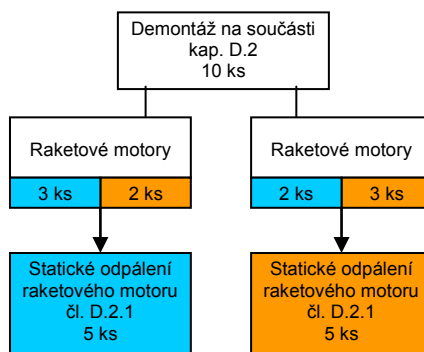 Demontáž na součásti
kap. D.2
10 ks
Raketové motory
3 ks
2 ks
Raketové motory
2 ks
3 ks
Statické odpálení
raketového motoru
čl. D.2.1
5 ks
Statické odpálení
raketového motoru
čl. D.2.1
5 ks